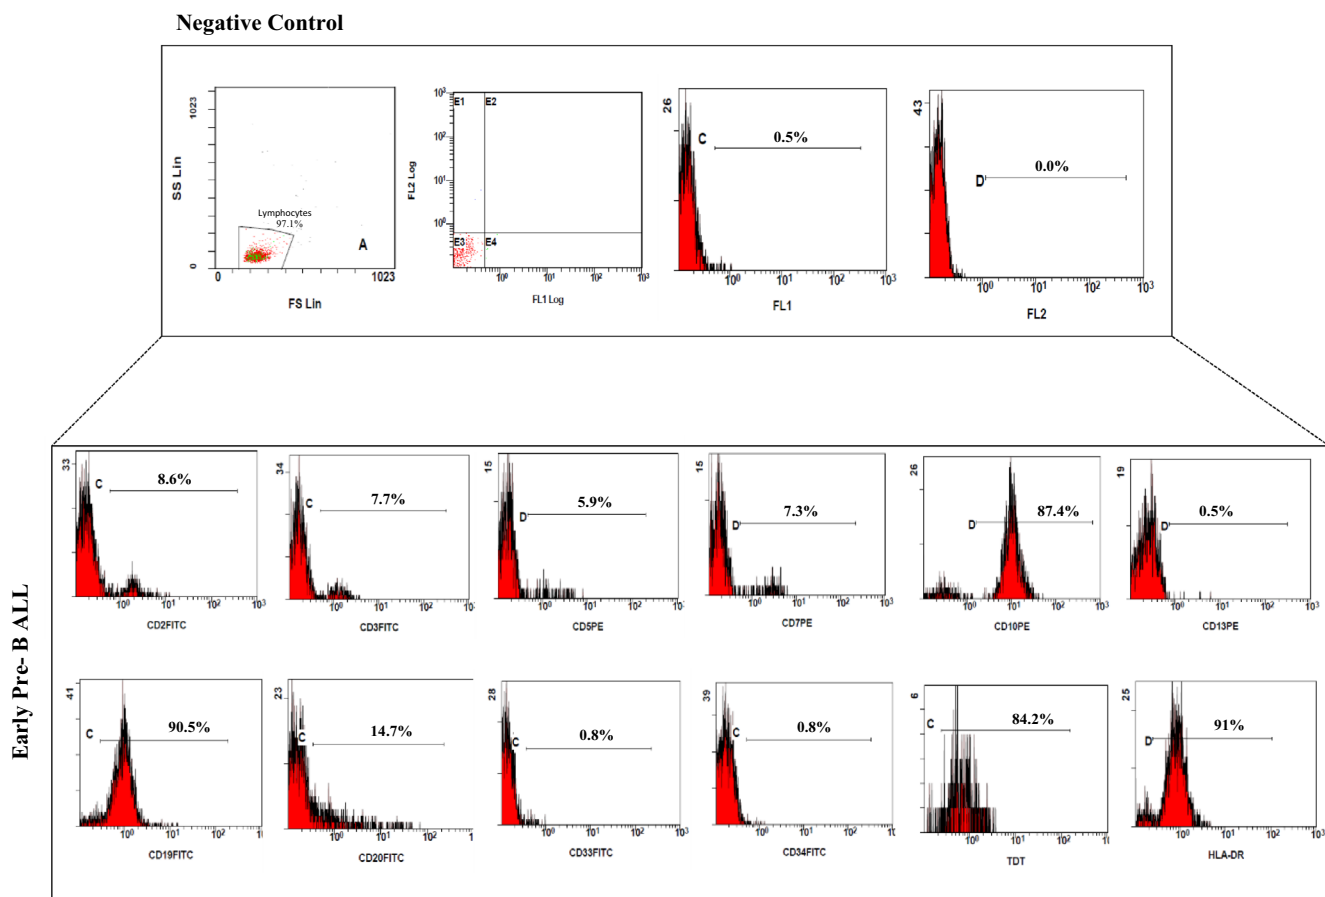 Negative Control
1023
SS Lin
0
Lymphocytes
97.1%
A
0
1023
FS Lin
10³
10²
10¹
10⁰
FL2 Log
E1
E2
E3
E4
10⁰
10¹
10²
10³
FL1 Log
26
C
0.5%
10⁰
10¹
10²
10³
FL1
43
D
0.0%
10⁰
10¹
10²
10³
FL2
Early Pre- B ALL
33
C
8.6%
10⁰
10¹
10²
10³
CD2FITC
34
C
7.7%
10⁰
10¹
10²
10
CD3FITC
15
D
5.9%
10⁰
10¹
10²
CD5PE
15
D
7.3%
10⁰
10¹
10²
CD7PE
26
D
87.4%
10⁰
10¹
10²
10³
CD10PE
19
D
0.5%
10⁰
10¹
10²
10³
CD13PE
41
C
90.5%
10⁰
10¹
10²
CD19FITC
23
C
14.7%
10⁰
10¹
10²
CD20FITC
28
C
0.8%
10⁰
10¹
10²
10³
CD33FITC
39
C
0.8%
10⁰
10¹
10²
CD34FITC
6
C
84.2%
10⁰
10¹
10²
TDT
25
D
91%
10⁰
10¹
10²
10³
HLA-DR